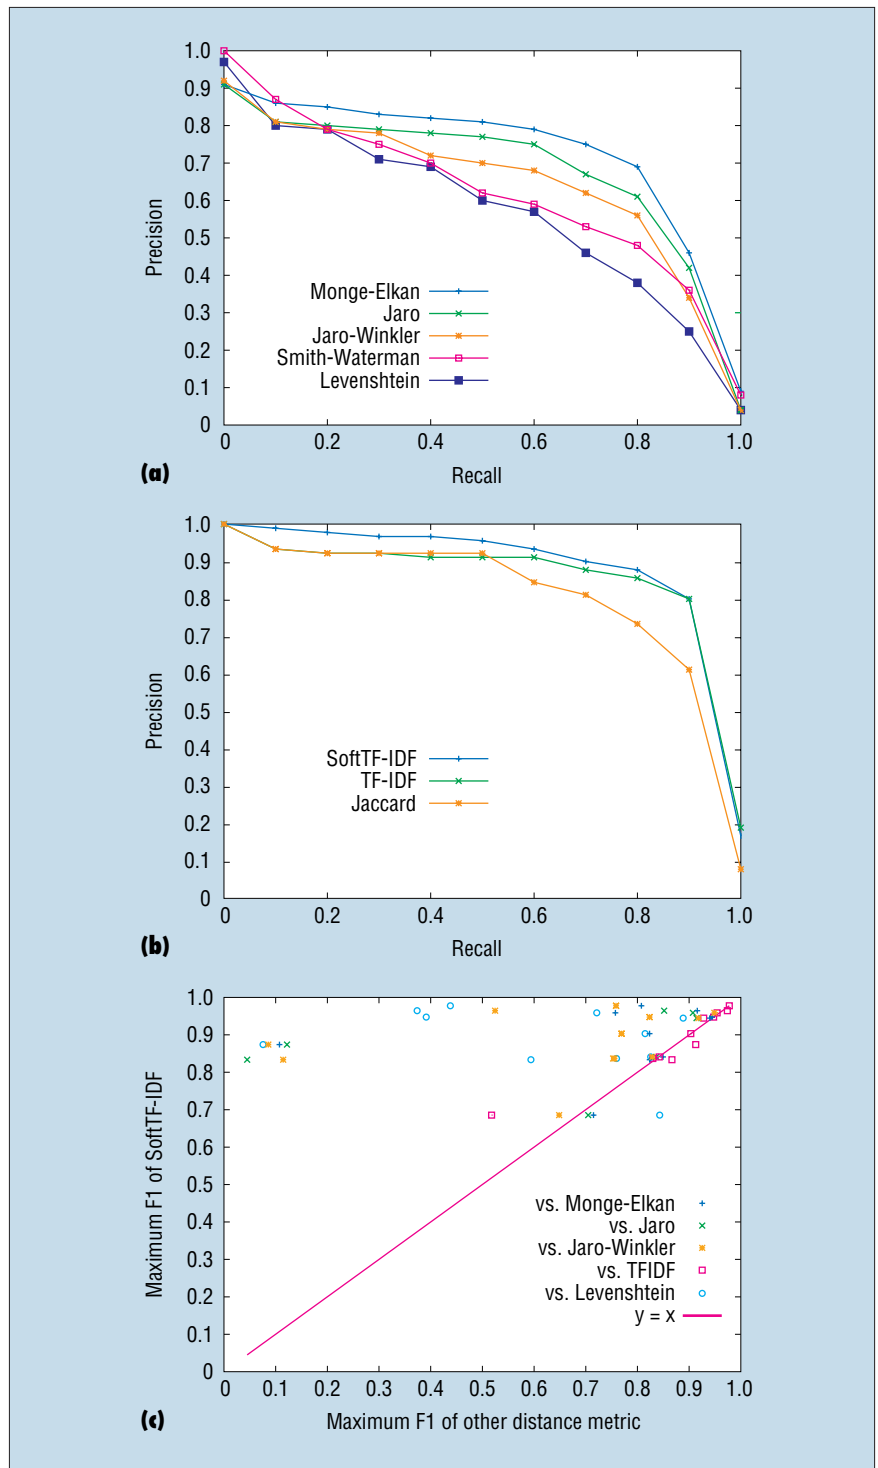 1.0
0.9
0.8
0.7
0.6
0.5
0.4
0.3
0.2
0.1
0
Precision
Monge-Elkan
Jaro
Jaro-Winkler
Smith-Waterman
Levenshtein
0 0.2 0.4 0.6 0.8 1.0
Recall
(a)
1.0
0.9
0.8
0.7
0.6
0.5
0.4
0.3
0.2
0.1
0
Precision
SoftTF-IDF
TF-IDF
Jaccard
0 0.2 0.4 0.6 0.8 1.0
Recall
(b)
1.0
0.9
0.8
0.7
0.6
0.5
0.4
0.3
0.2
0.1
0
Maximum F1 of SoftTF-IDF
vs. Monge-Elkan
vs. Jaro
vs. Jaro-Winkler
vs. TFIDF
vs. Levenshtein
y = x
0 0.1 0.2 0.3 0.4 0.5 0.6 0.7 0.8 0.9 1.0
Maximum F1 of other distance metric
(c)